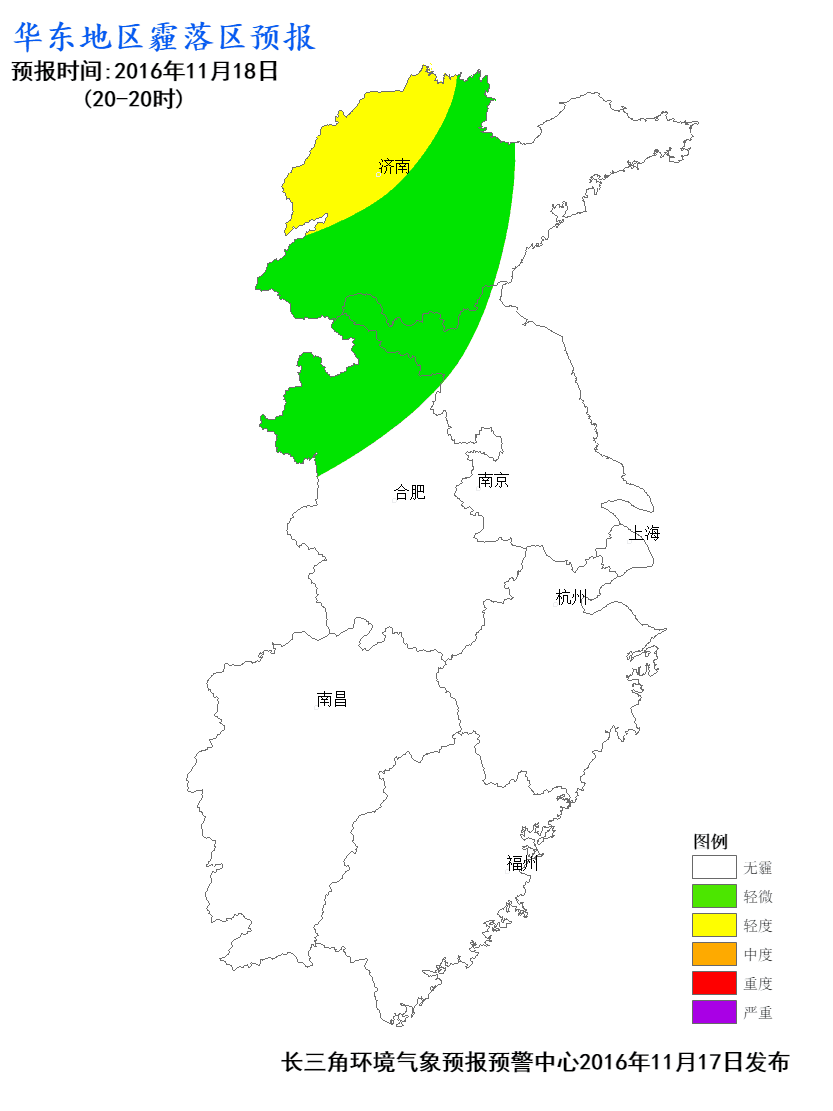 华东地区霾落区预报
预报时间:2016年11月18日
(20-20时)
济南
南京
合肥
上海
杭州
南昌
福州
图例
无霾
轻微
轻度
中度
重度
严重
长三角环境气象预报预警中心2016年11月17日发布